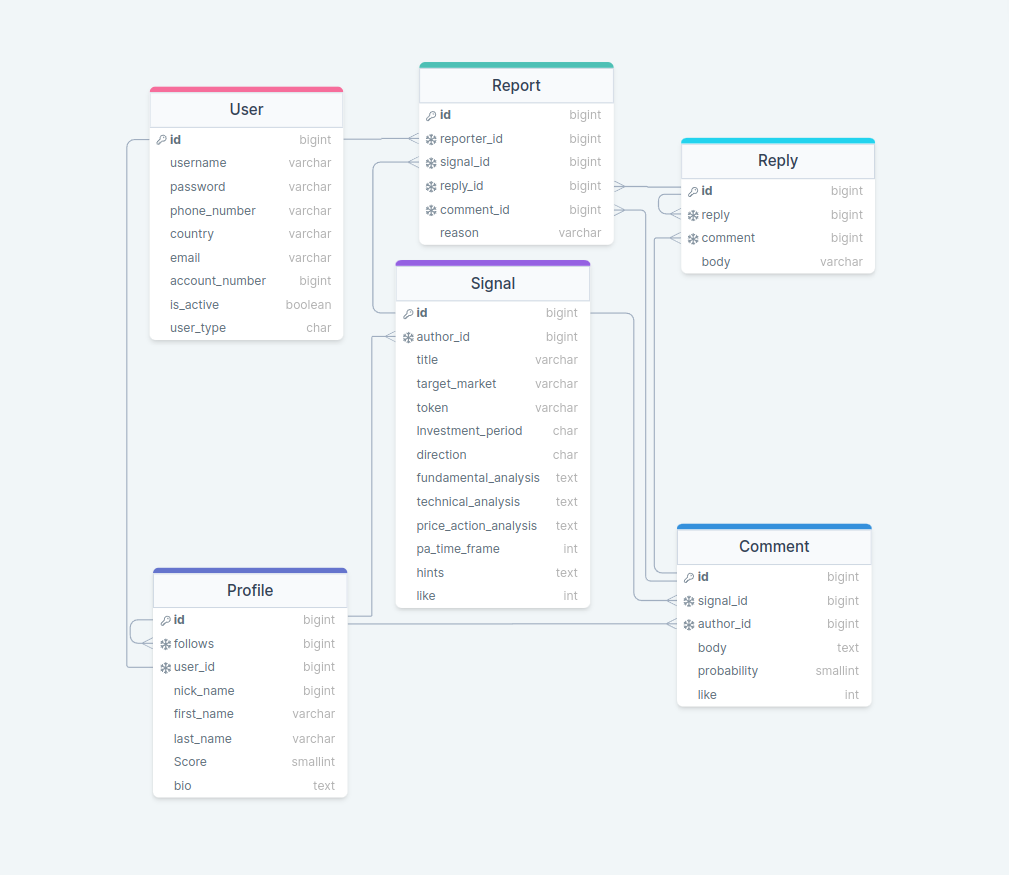 User
id bigint
username varchar
password varchar
phone_number varchar
country varchar
email varchar
account_number bigint
is_active boolean
user_type char
Report
id bigint
reporter_id bigint
signal_id bigint
reply_id bigint
comment_id bigint
reason varchar
Reply
id bigint
reply bigint
comment bigint
body varchar
Signal
id bigint
author_id bigint
title varchar
target_market varchar
token varchar
Investment_period char
direction char
fundamental_analysis text
technical_analysis text
price_action_analysis text
pa_time_frame int
hints text
like int
Profile
id bigint
follows bigint
user_id bigint
nick_name bigint
first_name varchar
last_name varchar
Score smallint
bio text
Comment
id bigint
signal_id bigint
author_id bigint
body text
probability smallint
like int